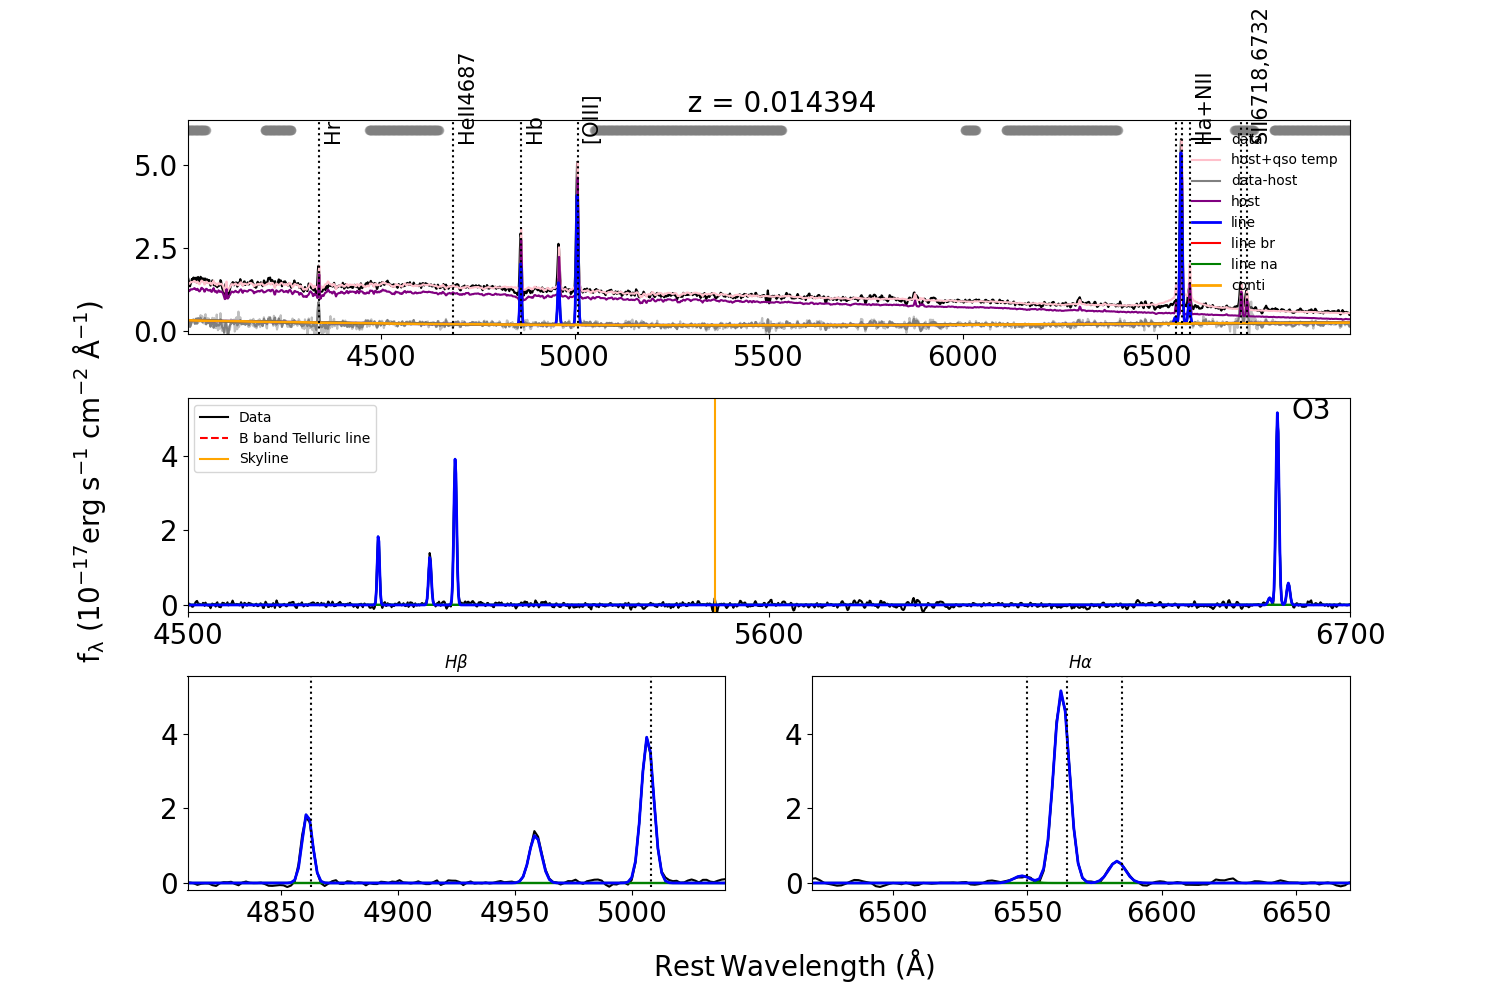 z = 0.014394
Hr
HeII4687
Hb
[OIII]
Ha+NII
SII6718,6732
data
host+qso temp
data-host
host
line
line br
line na
conti
5.0
2.5
0.0
4500
5000
5500
6000
6500
Data
B band Telluric line
Skyline
O3
4
2
0
4500
5600
6700
fλ (10⁻¹⁷erg s⁻¹ cm⁻² Å⁻¹)
Hβ
4
2
0
4850
4900
4950
5000
Hα
4
2
0
6500
6550
6600
6650
Rest Wavelength (Å)